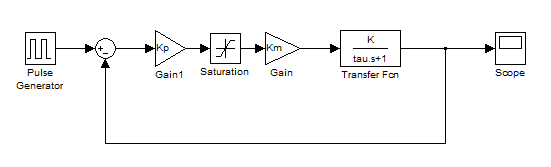 Pulse
Generator
Kp
Gain1
Saturation
Km
Gain
K
tau.s+1
Transfer Fcn
Scope